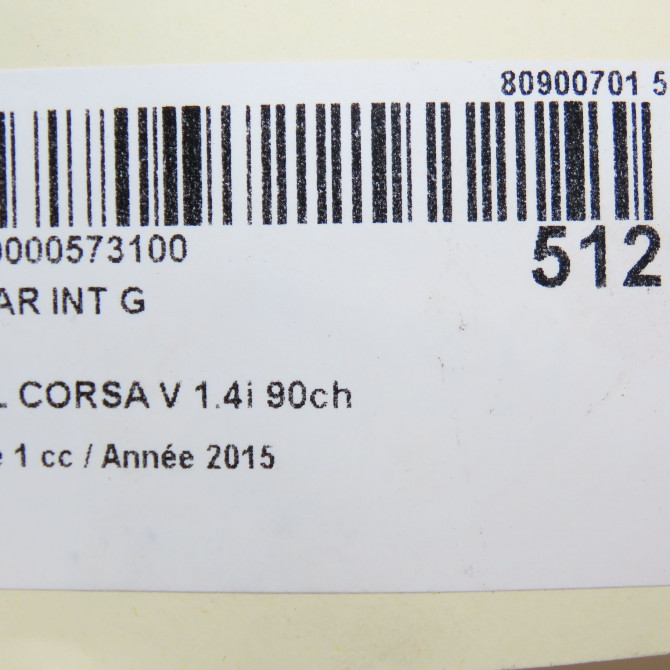 80900701 5
0000573100
512
AR INT G
L CORSA V 1.4i 90ch
e 1 cc / Année 2015